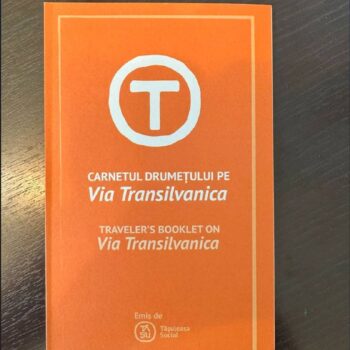 T
CARNETUL DRUMEȚULUI PE
Via Transilvanica
TRAVELER'S BOOKLET ON
Via Transilvanica
Emis de
TĂ
SU
Tășuleasa
Social